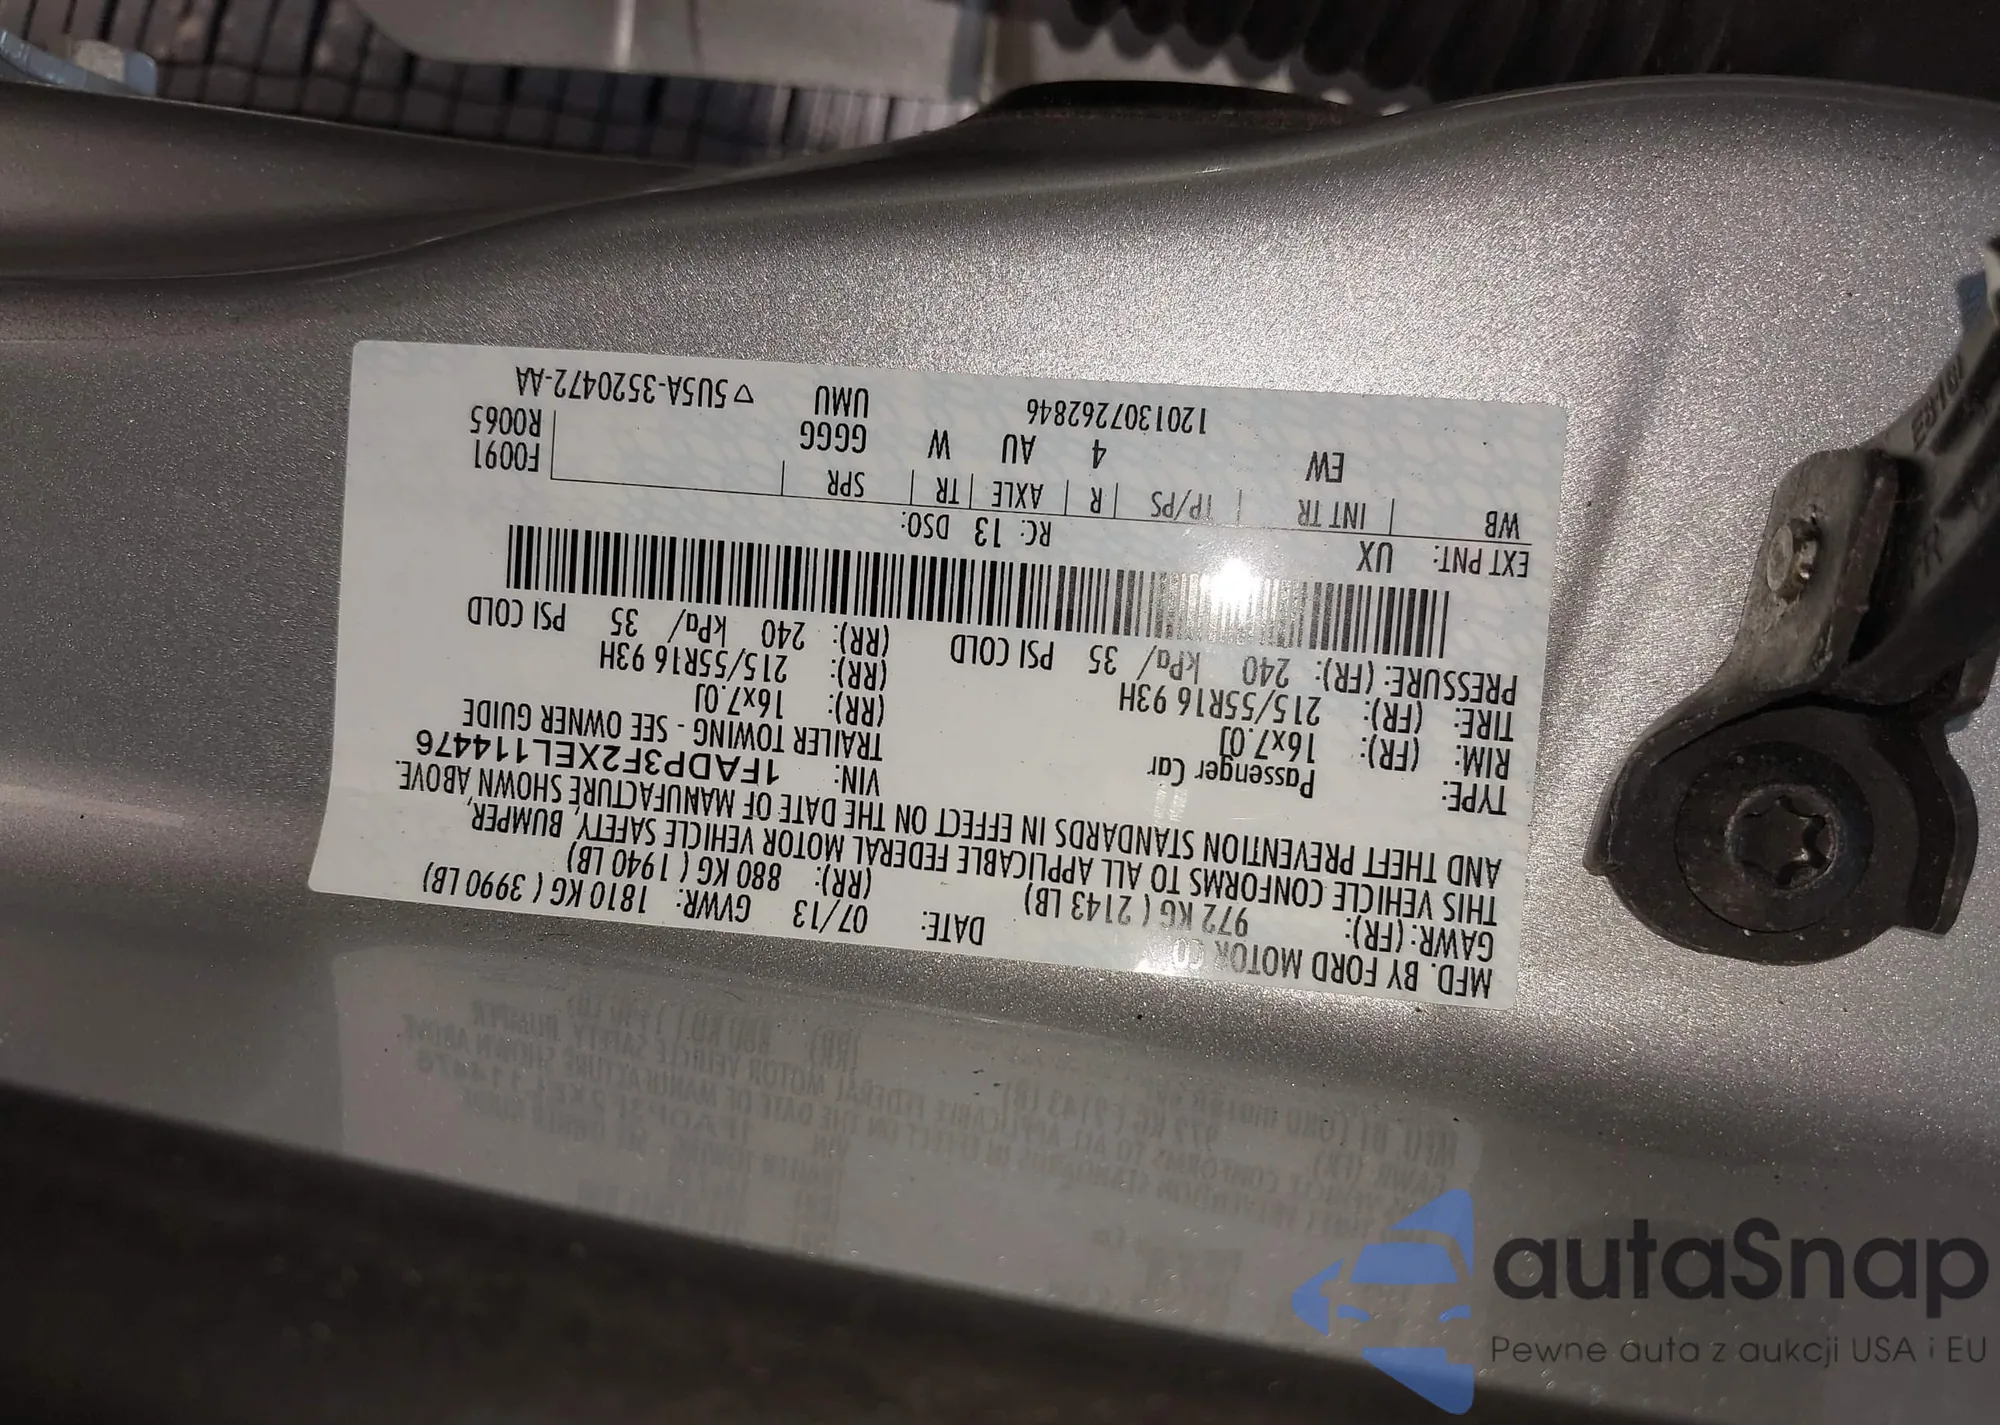 MFD. BY FORD MOTOR CO.
DATE: 07/13 GVWR: 1810 KG ( 3990 LB)
GAWR: (FR): 972 KG ( 2143 LB) (RR): 880 KG ( 1940 LB)
THIS VEHICLE CONFORMS TO ALL APPLICABLE FEDERAL MOTOR VEHICLE SAFETY, BUMPER,
AND THEFT PREVENTION STANDARDS IN EFFECT ON THE DATE OF MANUFACTURE SHOWN ABOVE.
VIN: 1FADP3F2XEL114476
TYPE: Passenger Car TRAILER TOWING - SEE OWNER GUIDE
RIM: (FR): 16x7.0J (RR): 16x7.0J
TIRE: (FR): 215/55R16 93H (RR): 215/55R16 93H
PRESSURE: (FR): 240 kPa/ 35 PSI COLD (RR): 240 kPa/ 35 PSI COLD
EXT PNT: UX RC: 13 DSO: F0091
WB | INT TR | TP/PS | R | AXLE | TR | SPR R0065
EW 4 AU W GGGG
1201307262846 UMU ▽ 5U5A-3520472-AA
autaSnap
Pewne auta z aukcji USA i EU